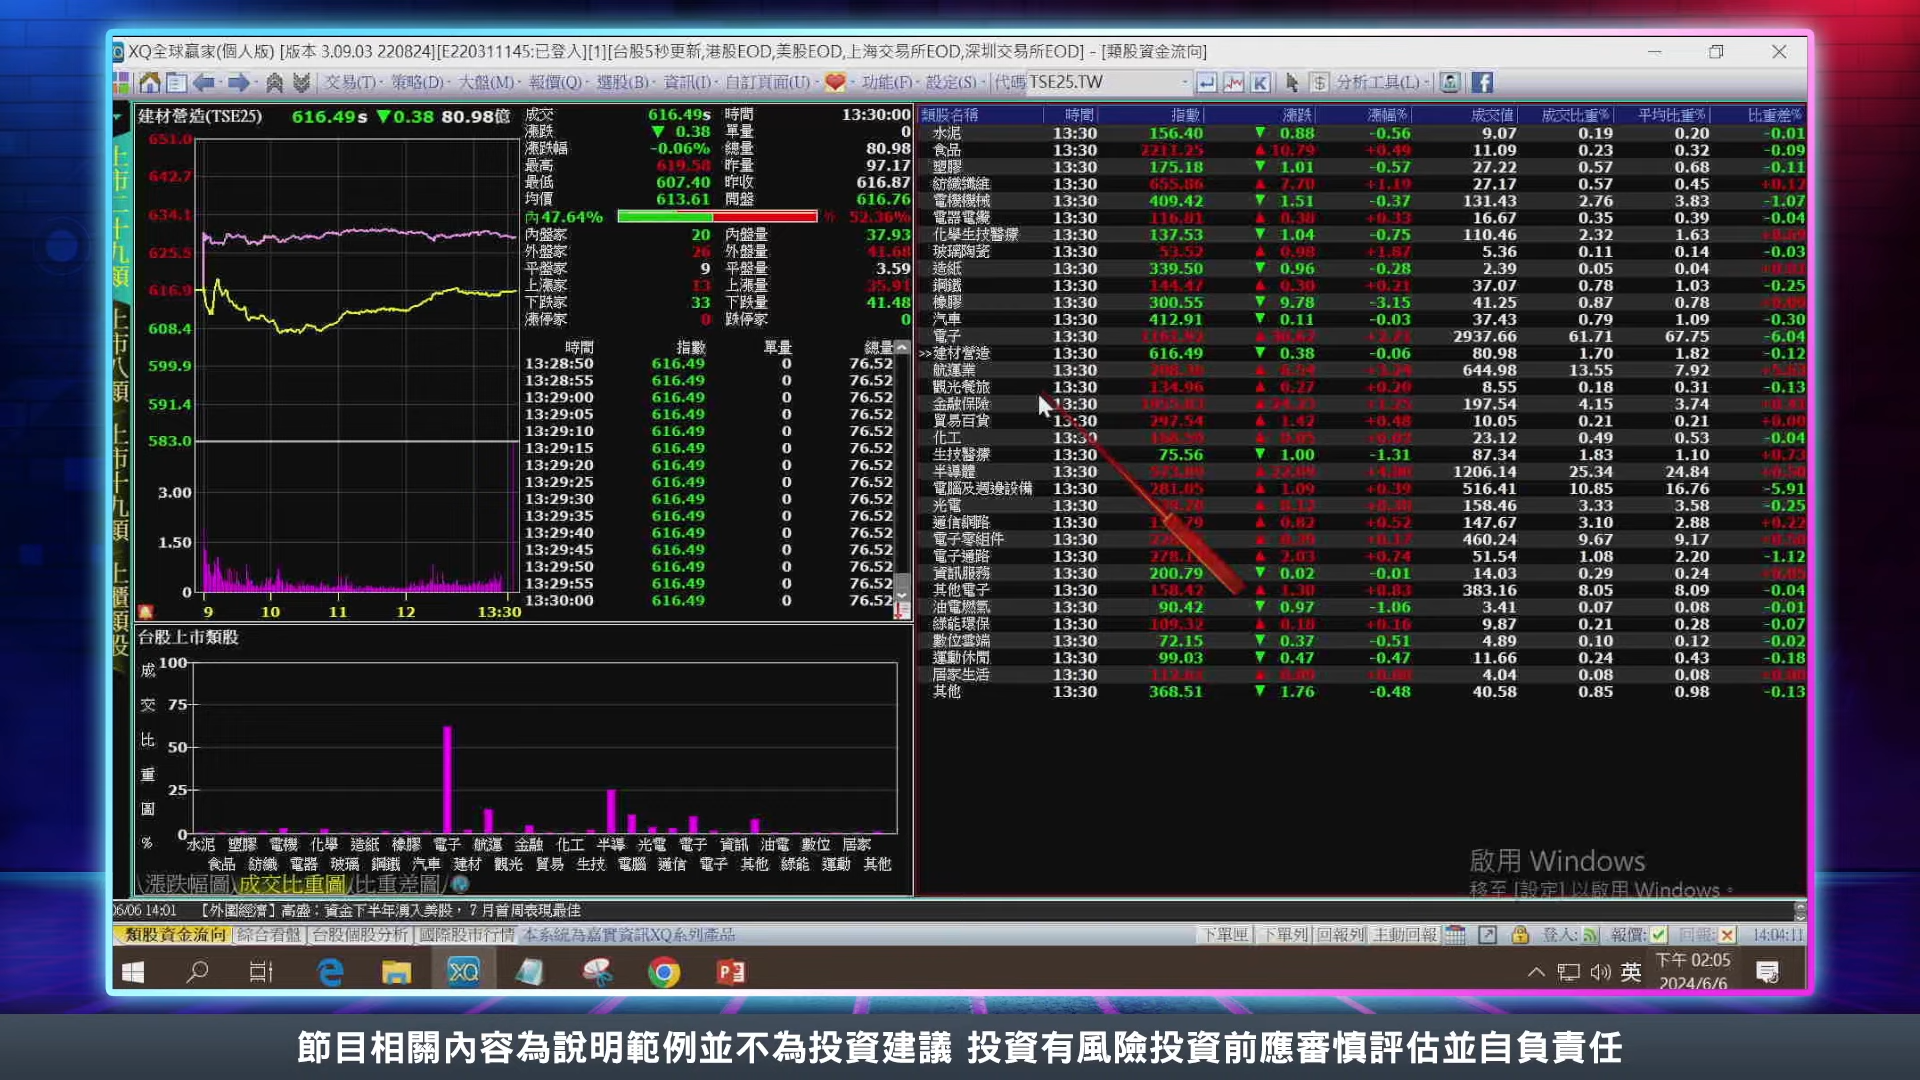 XQ全球贏家(個人版) [版本 3.09.03 220824][E220311145:已登入][1][台股5秒更新,港股EOD,美股EOD,上海交易所EOD,深圳交易所EOD] - [類股資金流向]
交易(T) 策略(D) 大盤(M) 報價(Q) 選股(B) 資訊(I) 自訂頁面(U) 功能(F) 設定(S) 代碼 TSE25.TW 分析工具(L)
上市二十九類
上市八類
上市十九類
上櫃類股
建材營造(TSE25) 616.49s ▼0.38 80.98億
651.0
642.7
634.1
625.5
616.9
608.4
599.9
591.4
583.0
3.00
1.50
0
9 10 11 12 13:30
成交 616.49s 時間 13:30:00
漲跌 ▼ 0.38 單量 0
漲跌幅 -0.06% 總量 80.98
最高 619.58 昨量 97.17
最低 607.40 昨收 616.87
均價 613.61 開盤 616.76
內 47.64% % 52.36%
內盤家 20 內盤量 37.93
外盤家 26 外盤量 41.68
平盤家 9 平盤量 3.59
上漲家 13 上漲量 35.91
下跌家 33 下跌量 41.48
漲停家 0 跌停家 0
時間 指數 單量 總量
13:28:50 616.49 0 76.52
13:28:55 616.49 0 76.52
13:29:00 616.49 0 76.52
13:29:05 616.49 0 76.52
13:29:10 616.49 0 76.52
13:29:15 616.49 0 76.52
13:29:20 616.49 0 76.52
13:29:25 616.49 0 76.52
13:29:30 616.49 0 76.52
13:29:35 616.49 0 76.52
13:29:40 616.49 0 76.52
13:29:45 616.49 0 76.52
13:29:50 616.49 0 76.52
13:29:55 616.49 0 76.52
13:30:00 616.49 0 76.52
類股名稱 時間 指數 漲跌 漲幅% 成交值 成交比重% 平均比重% 比重差%
水泥 13:30 156.40 ▼ 0.88 -0.56 9.07 0.19 0.20 -0.01
食品 13:30 2211.25 ▲ 10.79 +0.49 11.09 0.23 0.32 -0.09
塑膠 13:30 175.18 ▼ 1.01 -0.57 27.22 0.57 0.68 -0.11
紡織纖維 13:30 655.86 ▲ 7.70 +1.19 27.17 0.57 0.45 +0.12
電機機械 13:30 409.42 ▼ 1.51 -0.37 131.43 2.76 3.83 -1.07
電器電纜 13:30 116.81 ▲ 0.38 +0.33 16.67 0.35 0.39 -0.04
化學生技醫療 13:30 137.53 ▼ 1.04 -0.75 110.46 2.32 1.63 +0.69
玻璃陶瓷 13:30 53.52 ▲ 0.98 +1.87 5.36 0.11 0.14 -0.03
造紙 13:30 339.50 ▼ 0.96 -0.28 2.39 0.05 0.04 +0.01
鋼鐵 13:30 144.47 ▲ 0.30 +0.21 37.07 0.78 1.03 -0.25
橡膠 13:30 300.55 ▼ 9.78 -3.15 41.25 0.87 0.78 +0.09
汽車 13:30 412.91 ▼ 0.11 -0.03 37.43 0.79 1.09 -0.30
電子 13:30 ▲ 2937.66 61.71 67.75 -6.04
>>建材營造 13:30 616.49 ▼ 0.38 -0.06 80.98 1.70 1.82 -0.12
航運業 13:30 ▲ 644.98 13.55 7.92 +5.63
觀光餐旅 13:30 134.96 ▲ 0.27 +0.20 8.55 0.18 0.31 -0.13
金融保險 13:30 ▲ 197.54 4.15 3.74 +0.41
貿易百貨 13:30 297.54 ▲ 1.42 +0.48 10.05 0.21 0.21 +0.00
化工 13:30 ▲ 23.12 0.49 0.53 -0.04
生技醫療 13:30 75.56 ▼ 1.00 -1.31 87.34 1.83 1.10 +0.73
半導體 13:30 ▲ 1206.14 25.34 24.84 +0.50
電腦及週邊設備 13:30 281.05 ▲ 1.09 +0.39 516.41 10.85 16.76 -5.91
光電 13:30 ▲ 158.46 3.33 3.58 -0.25
通信網路 13:30 ▲ 0.82 +0.52 147.67 3.10 2.88 +0.22
電子零組件 13:30 ▲ 460.24 9.67 9.17 +0.50
電子通路 13:30 ▲ 2.03 +0.74 51.54 1.08 2.20 -1.12
資訊服務 13:30 200.79 ▼ 0.02 -0.01 14.03 0.29 0.24 +0.05
其他電子 13:30 158.42 ▲ 1.30 +0.83 383.16 8.05 8.09 -0.04
油電燃氣 13:30 90.42 ▼ 0.97 -1.06 3.41 0.07 0.08 -0.01
綠能環保 13:30 109.32 ▲ 0.18 +0.16 9.87 0.21 0.28 -0.07
數位雲端 13:30 72.15 ▼ 0.37 -0.51 4.89 0.10 0.12 -0.02
運動休閒 13:30 99.03 ▼ 0.47 -0.47 11.66 0.24 0.43 -0.18
居家生活 13:30 ▲ 4.04 0.08 0.08 +0.00
其他 13:30 368.51 ▼ 1.76 -0.48 40.58 0.85 0.98 -0.13
台股上市類股
成交比重圖%
100
75
50
25
0
水泥 塑膠 電機 化學 造紙 橡膠 電子 航運 金融 化工 半導 光電 電子 資訊 油電 數位 居家
食品 紡織 電器 玻璃 鋼鐵 汽車 建材 觀光 貿易 生技 電腦 通信 電子 其他 綠能 運動 其他
漲跌幅圖 成交比重圖 比重差圖
啟用 Windows
移至 [設定] 以啟用 Windows。
06/06 14:01 【外圍經濟】高盛：資金下半年湧入美股，7 月首周表現最佳
類股資金流向 綜合看盤 台股個股分析 國際股市行情 本系統為嘉實資訊XQ系列產品 下單匣 下單列 回報列 主動回報 登入: 報價: 回報: 14:04:11
英 下午 02:05
2024/6/6
節目相關內容為說明範例並不為投資建議 投資有風險投資前應審慎評估並自負責任